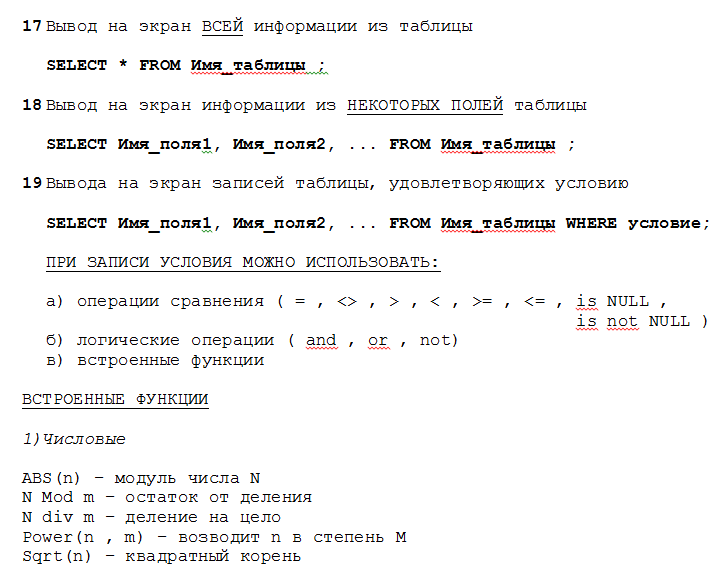 17 Вывод на экран ВСЕЙ информации из таблицы
SELECT * FROM Имя_таблицы ;
18 Вывод на экран информации из НЕКОТОРЫХ ПОЛЕЙ таблицы
SELECT Имя_поля1, Имя_поля2, ... FROM Имя_таблицы ;
19 Вывода на экран записей таблицы, удовлетворяющих условию
SELECT Имя_поля1, Имя_поля2, ... FROM Имя_таблицы WHERE условие;
ПРИ ЗАПИСИ УСЛОВИЯ МОЖНО ИСПОЛЬЗОВАТЬ:
а) операции сравнения ( = , <> , > , < , >= , <= , is NULL ,
is not NULL )
б) логические операции ( and , or , not)
в) встроенные функции
ВСТРОЕННЫЕ ФУНКЦИИ
1)Числовые
ABS(n) – модуль числа N
N Mod m – остаток от деления
N div m – деление на цело
Power(n , m) – возводит n в степень M
Sqrt(n) – квадратный корень